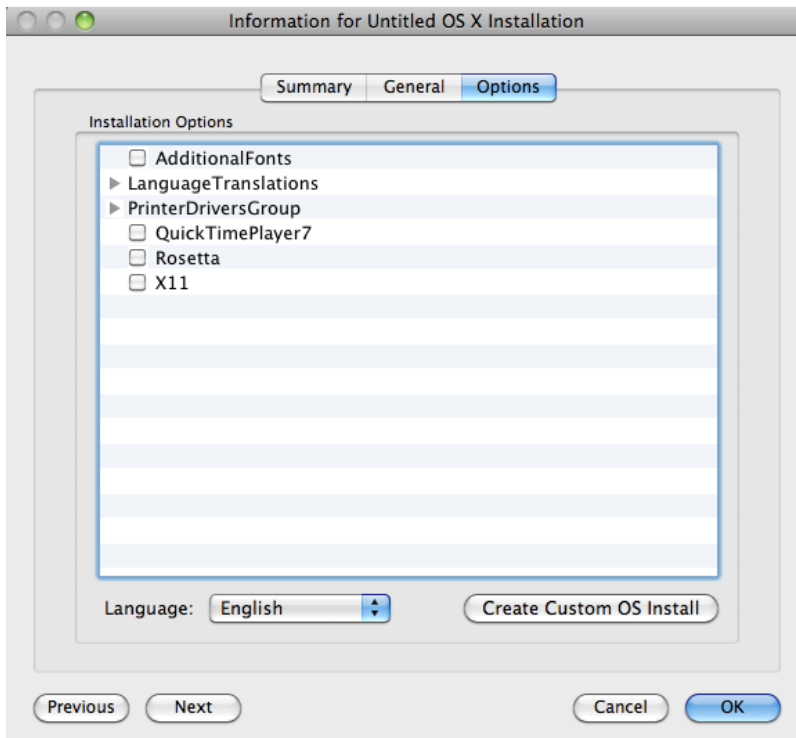 Information for Untitled OS X Installation
Summary General Options
Installation Options
AdditionalFonts
LanguageTranslations
PrinterDriversGroup
QuickTimePlayer7
Rosetta
X11
Language: English Create Custom OS Install
Previous Next Cancel OK